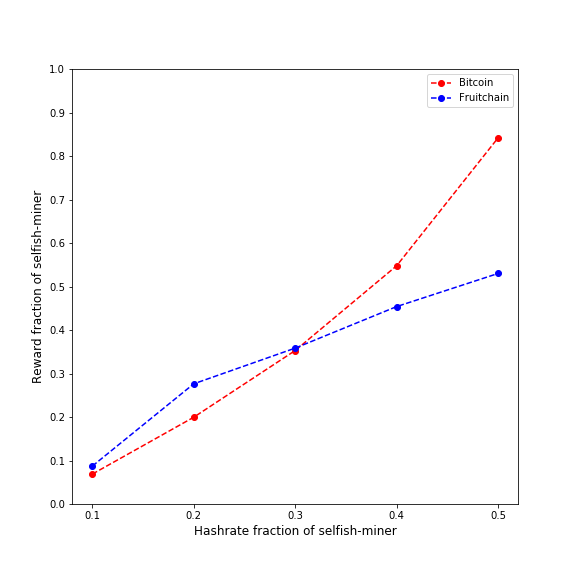 Bitcoin
Fruitchain
1.0
0.9
0.8
0.7
0.6
0.5
0.4
0.3
0.2
0.1
0.0
Reward fraction of selfish-miner
0.1 0.2 0.3 0.4 0.5
Hashrate fraction of selfish-miner